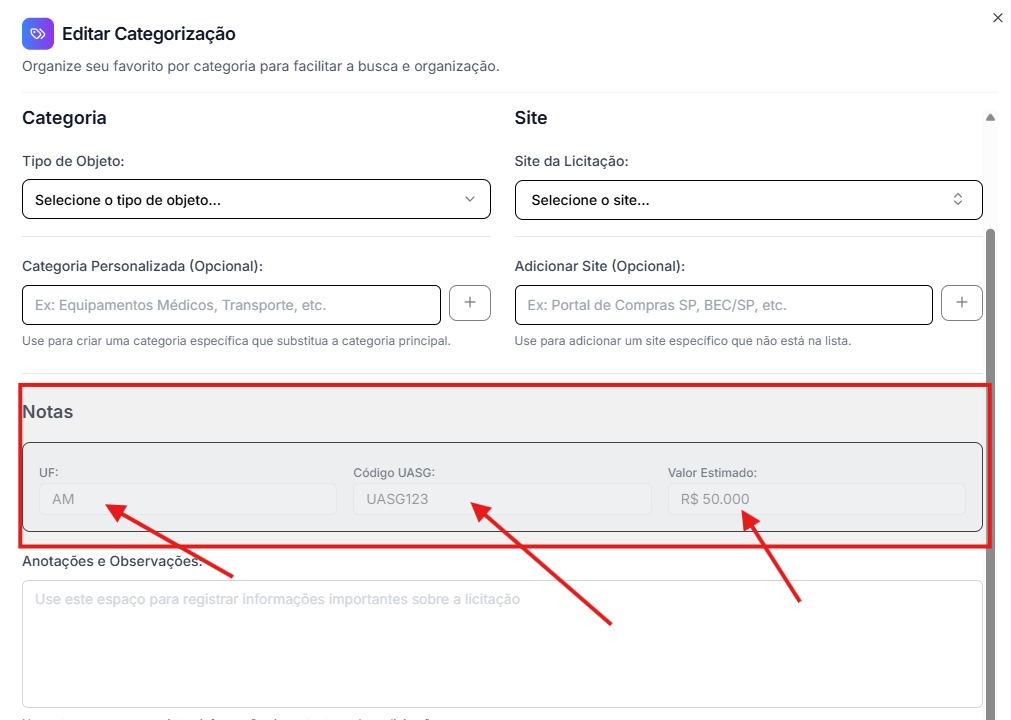 Editar Categorização
Organize seu favorito por categoria para facilitar a busca e organização.
Categoria
Site
Tipo de Objeto:
Site da Licitação:
Selecione o tipo de objeto...
Selecione o site...
Categoria Personalizada (Opcional):
Adicionar Site (Opcional):
Ex: Equipamentos Médicos, Transporte, etc.
Ex: Portal de Compras SP, BEC/SP, etc.
Use para criar uma categoria específica que substitua a categoria principal.
Use para adicionar um site específico que não está na lista.
Notas
UF:
Código UASG:
Valor Estimado:
AM
UASG123
R$ 50.000
Anotações e Observações:
Use este espaço para registrar informações importantes sobre a licitação